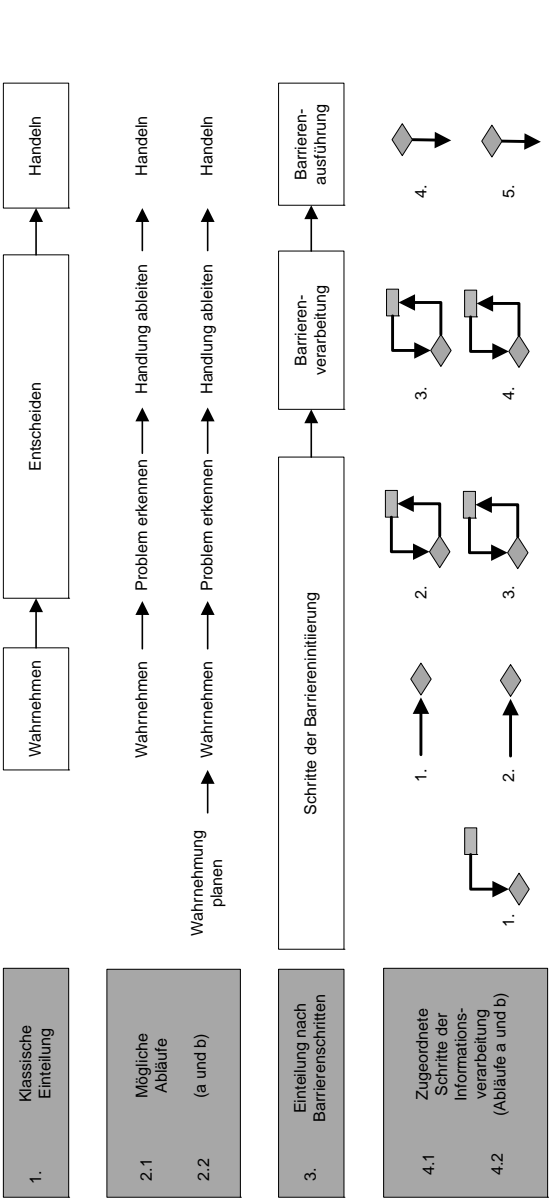 1.
Klassische
Einteilung
Wahrnehmen
Entscheiden
Handeln
2.1
Mögliche
Abläufe
2.2
(a und b)
Wahrnehmen
Problem erkennen
Handlung ableiten
Handeln
Wahrnehmung
planen
Wahrnehmen
Problem erkennen
Handlung ableiten
Handeln
3.
Einteilung nach
Barrierenschritten
Schritte der Barriereninitiierung
Barrieren-
verarbeitung
Barrieren-
ausführung
4.1
4.2
Zugeordnete
Schritte der
Informations-
verarbeitung
(Abläufe a und b)
1.
2.
3.
4.
1.
2.
3.
4.
5.